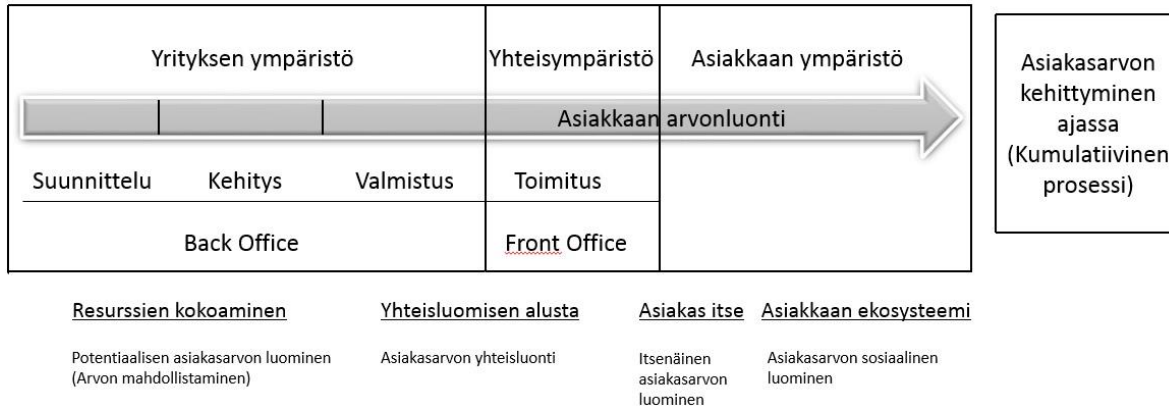 Yrityksen ympäristö
Yhteisympäristö
Asiakkaan ympäristö
Asiakkaan arvonluonti
Suunnittelu
Kehitys
Valmistus
Toimitus
Back Office
Front Office
Asiakasarvon
kehittyminen
ajassa
(Kumulatiivinen
prosessi)
Resurssien kokoaminen
Potentiaalisen asiakasarvon luominen
(Arvon mahdollistaminen)
Yhteisluomisen alusta
Asiakasarvon yhteisluonti
Asiakas itse
Itsenäinen
asiakasarvon
luominen
Asiakkaan ekosysteemi
Asiakasarvon sosiaalinen
luominen